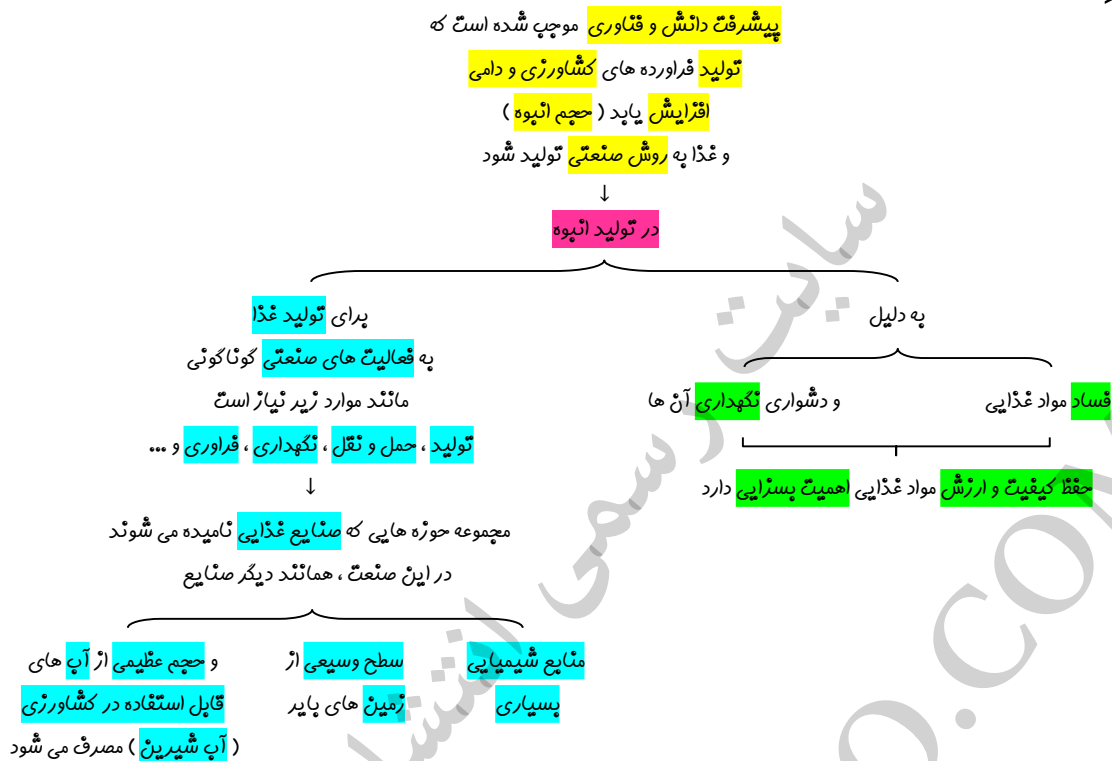 پیشرفت دانش و فناوری موجب شده است که
تولید فراورده های کشاورزی و دامی
افزایش یابد ( حجم انبوه )
و غذا به روش صنعتی تولید شود
↓
در تولید انبوه
به دلیل
فساد مواد غذایی
و دشواری نگهداری آن ها
حفظ کیفیت و ارزش مواد غذایی اهمیت بسزایی دارد
برای تولید غذا
به فعالیت های صنعتی گوناگونی
مانند موارد زیر نیاز است
تولید ، حمل و نقل ، نگهداری ، فراوری و ...
↓
مجموعه حوزه هایی که صنایع غذایی نامیده می شوند
در این صنعت ، همانند دیگر صنایع
منابع شیمیایی
بسیاری
سطح وسیعی از
زمین های بایر
و حجم عظیمی از آب های
قابل استفاده در کشاورزی
( آب شیرین ) مصرف می شود
سایت رسمی